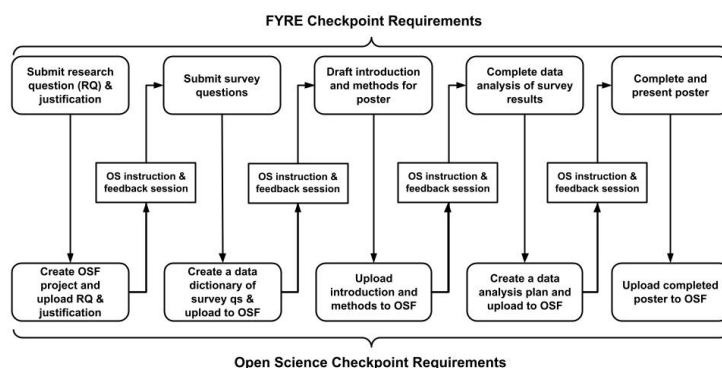 FYRE Checkpoint Requirements
Submit research
question (RQ) &
justification
Submit survey
questions
Draft introduction
and methods for
poster
Complete data
analysis of survey
results
Complete and
present poster
OS instruction &
feedback session
OS instruction &
feedback session
OS instruction &
feedback session
OS instruction &
feedback session
Create OSF
project and
upload RQ &
justification
Create a data
dictionary of
survey qs &
upload to OSF
Upload
introduction and
methods to OSF
Create a data
analysis plan and
upload to OSF
Upload completed
poster to OSF
Open Science Checkpoint Requirements